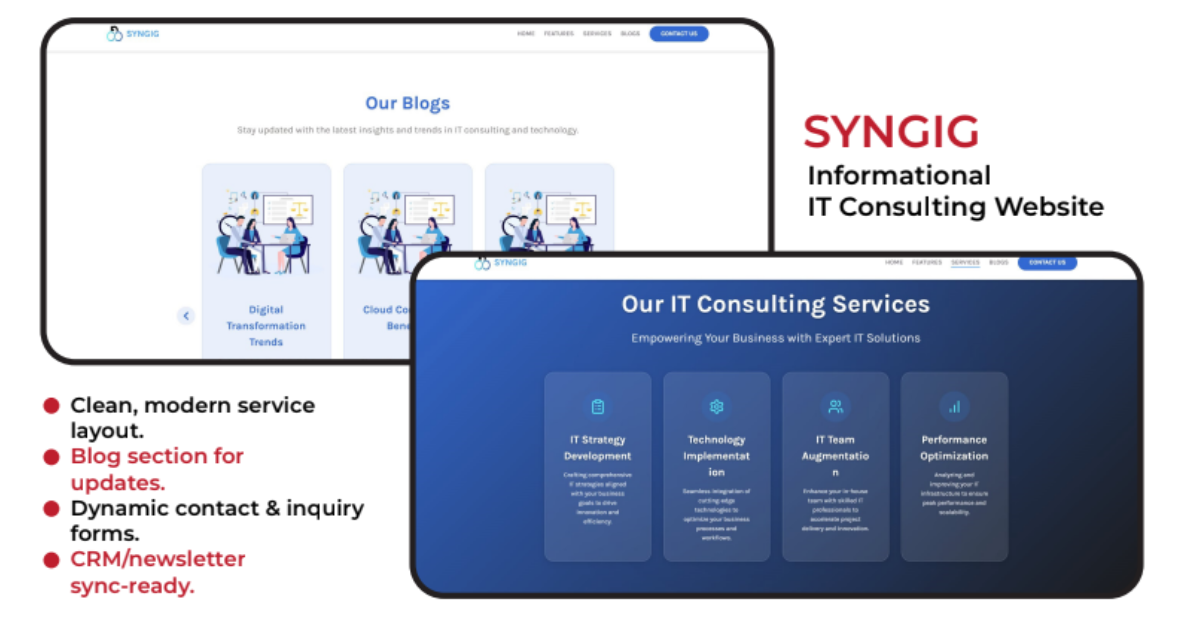 SYNGIG
HOME FEATURES SERVICES BLOGS CONTACT US
Our Blogs
Stay updated with the latest insights and trends in IT consulting and technology.
Digital
Transformation
Trends
Cloud Co
Bene
SYNGIG
Informational
IT Consulting Website
SYNGIG
HOME FEATURES SERVICES BLOGS CONTACT US
Our IT Consulting Services
Empowering Your Business with Expert IT Solutions
IT Strategy
Development
Crafting comprehensive
IT strategies aligned
with your business
goals to drive
innovation and
efficiency.
Technology
Implementat
ion
Seamless integration of
cutting edge
technologies to
optimize your business
processes and
workflows.
IT Team
Augmentatio
n
Enhance your in-house
team with skilled IT
professionals to
accelerate project
delivery and innovation.
Performance
Optimization
Analyzing and
improving your IT
infrastructure to ensure
peak performance and
scalability.
Clean, modern service
layout.
Blog section for
updates.
Dynamic contact & inquiry
forms.
CRM/newsletter
sync-ready.